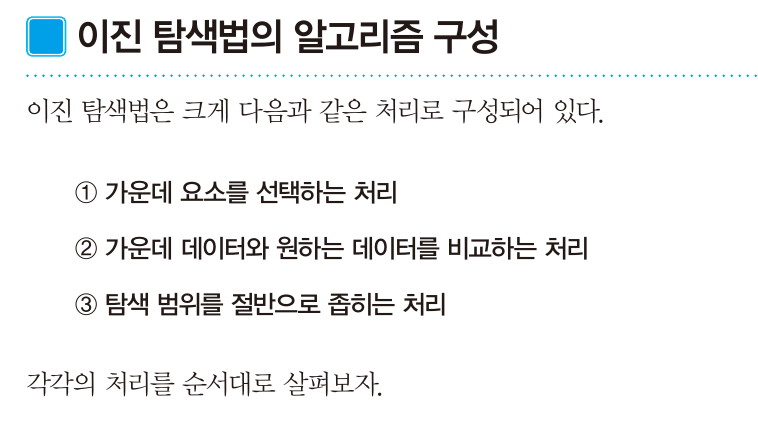 이진 탐색법의 알고리즘 구성
이진 탐색법은 크게 다음과 같은 처리로 구성되어 있다.
① 가운데 요소를 선택하는 처리
② 가운데 데이터와 원하는 데이터를 비교하는 처리
③ 탐색 범위를 절반으로 좁히는 처리
각각의 처리를 순서대로 살펴보자.